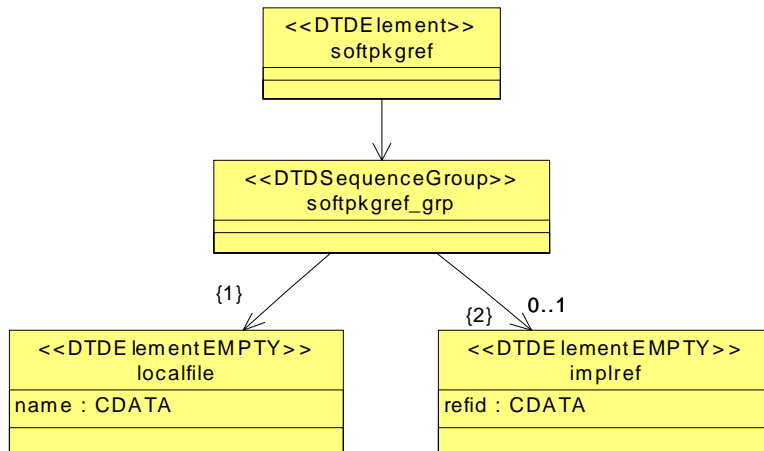 <<DTDElement>>
softpkgref
<<DTDSequenceGroup>>
softpkgref_grp
{1}
{2}
0..1
<<DTDElementEMPTY>>
localfile
name : CDATA
<<DTDElementEMPTY>>
implref
refid : CDATA